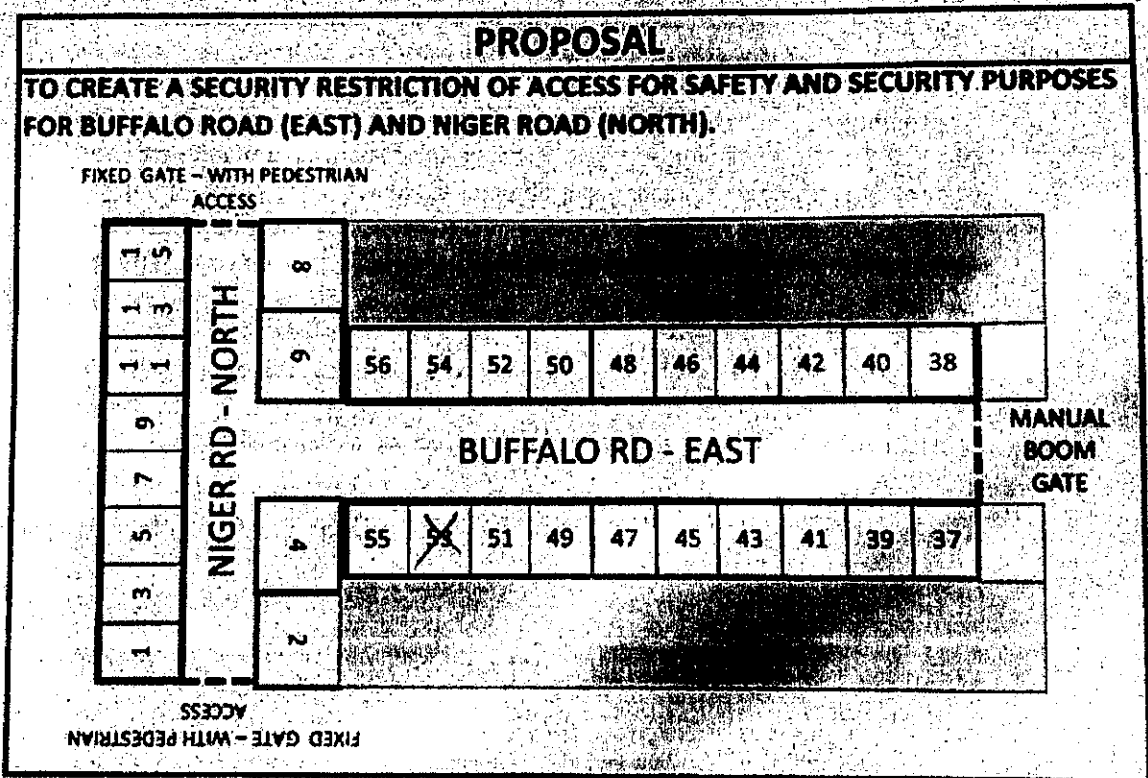 PROPOSAL
TO CREATE A SECURITY RESTRICTION OF ACCESS FOR SAFETY AND SECURITY PURPOSES
FOR BUFFALO ROAD (EAST) AND NIGER ROAD (NORTH).
FIXED GATE – WITH PEDESTRIAN
ACCESS
15
13
11
9
7
5
3
1
NIGER RD - NORTH
8
6
56 54 52 50 48 46 44 42 40 38
BUFFALO RD - EAST
MANUAL
BOOM
GATE
4
2
55 53 51 49 47 45 43 41 39 37
FIXED GATE – WITH PEDESTRIAN
ACCESS